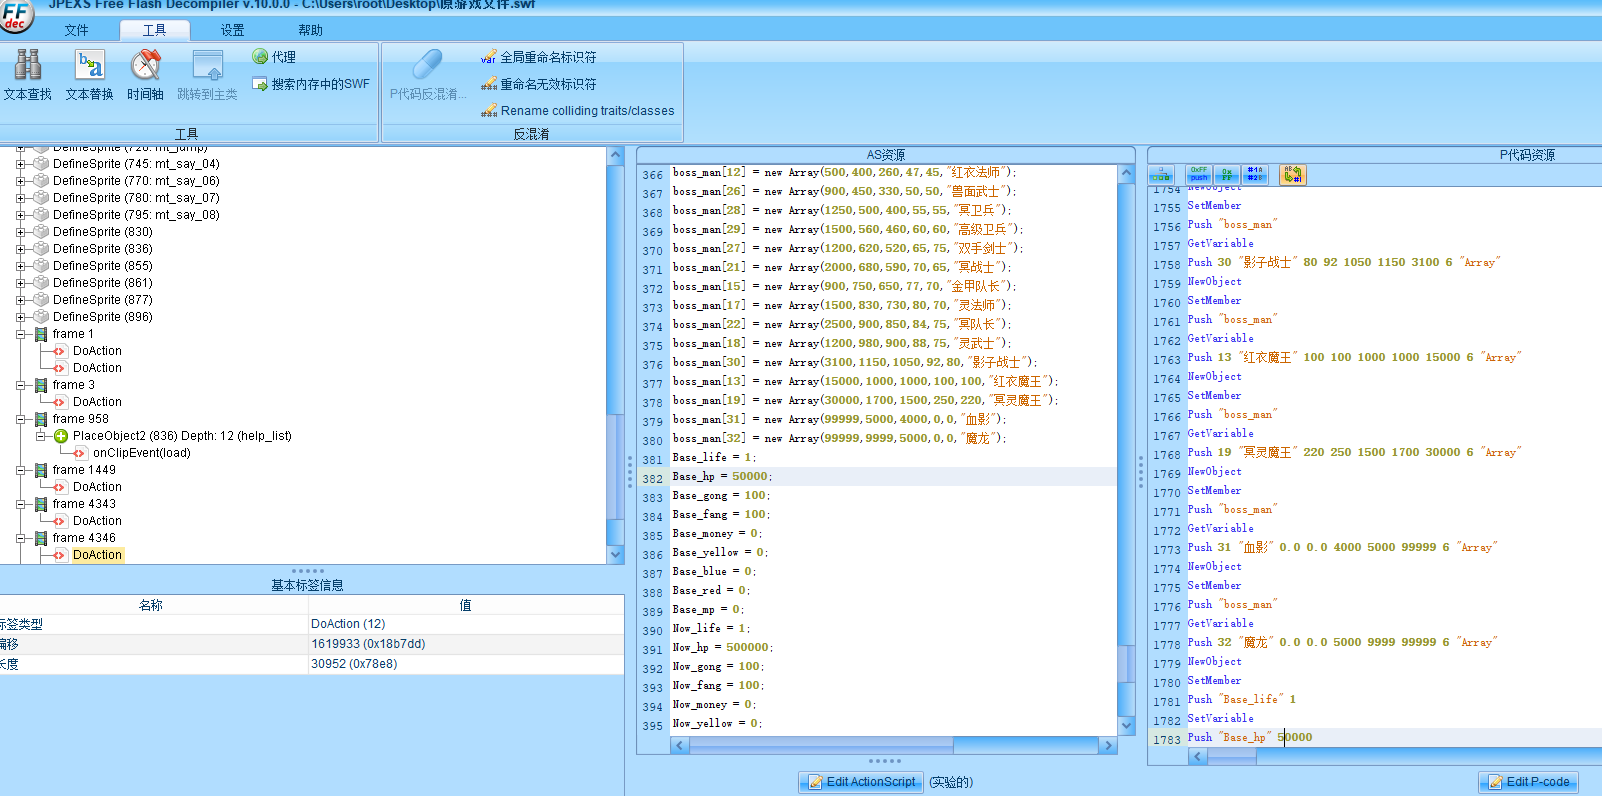 JPEXS Free Flash Decompiler v.10.0.0 - C:\Users\root\Desktop\原游戏文件.swf
FF
dec
文件
工具
设置
帮助
文本查找
文本替换
时间轴
跳转到主类
代理
搜索内存中的SWF
工具
P代码反混淆...
全局重命名标识符
重命名无效标识符
Rename colliding traits/classes
反混淆
DefineSprite (728: mt_jump)
DefineSprite (745: mt_say_04)
DefineSprite (770: mt_say_06)
DefineSprite (780: mt_say_07)
DefineSprite (795: mt_say_08)
DefineSprite (830)
DefineSprite (836)
DefineSprite (855)
DefineSprite (861)
DefineSprite (877)
DefineSprite (896)
frame 1
DoAction
DoAction
frame 3
DoAction
frame 958
PlaceObject2 (836) Depth: 12 (help_list)
onClipEvent(load)
frame 1449
DoAction
frame 4343
DoAction
frame 4346
DoAction
基本标签信息
名称 值
标签类型 DoAction (12)
偏移 1619933 (0x18b7dd)
长度 30952 (0x78e8)
AS资源
366 boss_man[12] = new Array(500,400,260,47,45,"红衣法师");
367 boss_man[26] = new Array(900,450,330,50,50,"兽面武士");
368 boss_man[28] = new Array(1250,500,400,55,55,"冥卫兵");
369 boss_man[29] = new Array(1500,560,460,60,60,"高级卫兵");
370 boss_man[27] = new Array(1200,620,520,65,75,"双手剑士");
371 boss_man[21] = new Array(2000,680,590,70,65,"冥战士");
372 boss_man[15] = new Array(900,750,650,77,70,"金甲队长");
373 boss_man[17] = new Array(1500,830,730,80,70,"灵法师");
374 boss_man[22] = new Array(2500,900,850,84,75,"冥队长");
375 boss_man[18] = new Array(1200,980,900,88,75,"灵武士");
376 boss_man[30] = new Array(3100,1150,1050,92,80,"影子战士");
377 boss_man[13] = new Array(15000,1000,1000,100,100,"红衣魔王");
378 boss_man[19] = new Array(30000,1700,1500,250,220,"冥灵魔王");
379 boss_man[31] = new Array(99999,5000,4000,0,0,"血影");
380 boss_man[32] = new Array(99999,9999,5000,0,0,"魔龙");
381 Base_life = 1;
382 Base_hp = 50000;
383 Base_gong = 100;
384 Base_fang = 100;
385 Base_money = 0;
386 Base_yellow = 0;
387 Base_blue = 0;
388 Base_red = 0;
389 Base_mp = 0;
390 Now_life = 1;
391 Now_hp = 500000;
392 Now_gong = 100;
393 Now_fang = 100;
394 Now_money = 0;
395 Now_yellow = 0;
Edit ActionScript (实验的)
P代码资源
1754 NewObject
1755 SetMember
1756 Push "boss_man"
1757 GetVariable
1758 Push 30 "影子战士" 80 92 1050 1150 3100 6 "Array"
1759 NewObject
1760 SetMember
1761 Push "boss_man"
1762 GetVariable
1763 Push 13 "红衣魔王" 100 100 1000 1000 15000 6 "Array"
1764 NewObject
1765 SetMember
1766 Push "boss_man"
1767 GetVariable
1768 Push 19 "冥灵魔王" 220 250 1500 1700 30000 6 "Array"
1769 NewObject
1770 SetMember
1771 Push "boss_man"
1772 GetVariable
1773 Push 31 "血影" 0.0 0.0 4000 5000 99999 6 "Array"
1774 NewObject
1775 SetMember
1776 Push "boss_man"
1777 GetVariable
1778 Push 32 "魔龙" 0.0 0.0 5000 9999 99999 6 "Array"
1779 NewObject
1780 SetMember
1781 Push "Base_life" 1
1782 SetVariable
1783 Push "Base_hp" 50000
Edit P-code